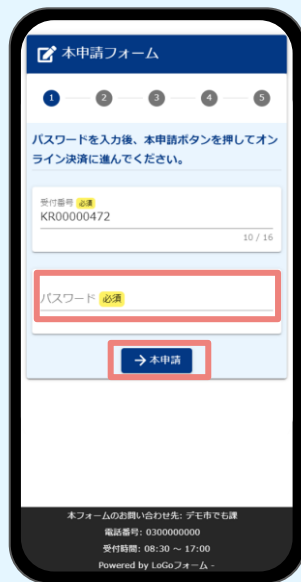 本申請フォーム
1 2 3 4 5
パスワードを入力後、本申請ボタンを押してオン
ライン決済に進んでください。
受付番号 必須
KR00000472
10 / 16
パスワード 必須
→本申請
本フォームのお問い合わせ先: デモ市でも課
電話番号: 0300000000
受付時間: 08:30 ～ 17:00
Powered by LoGoフォーム -